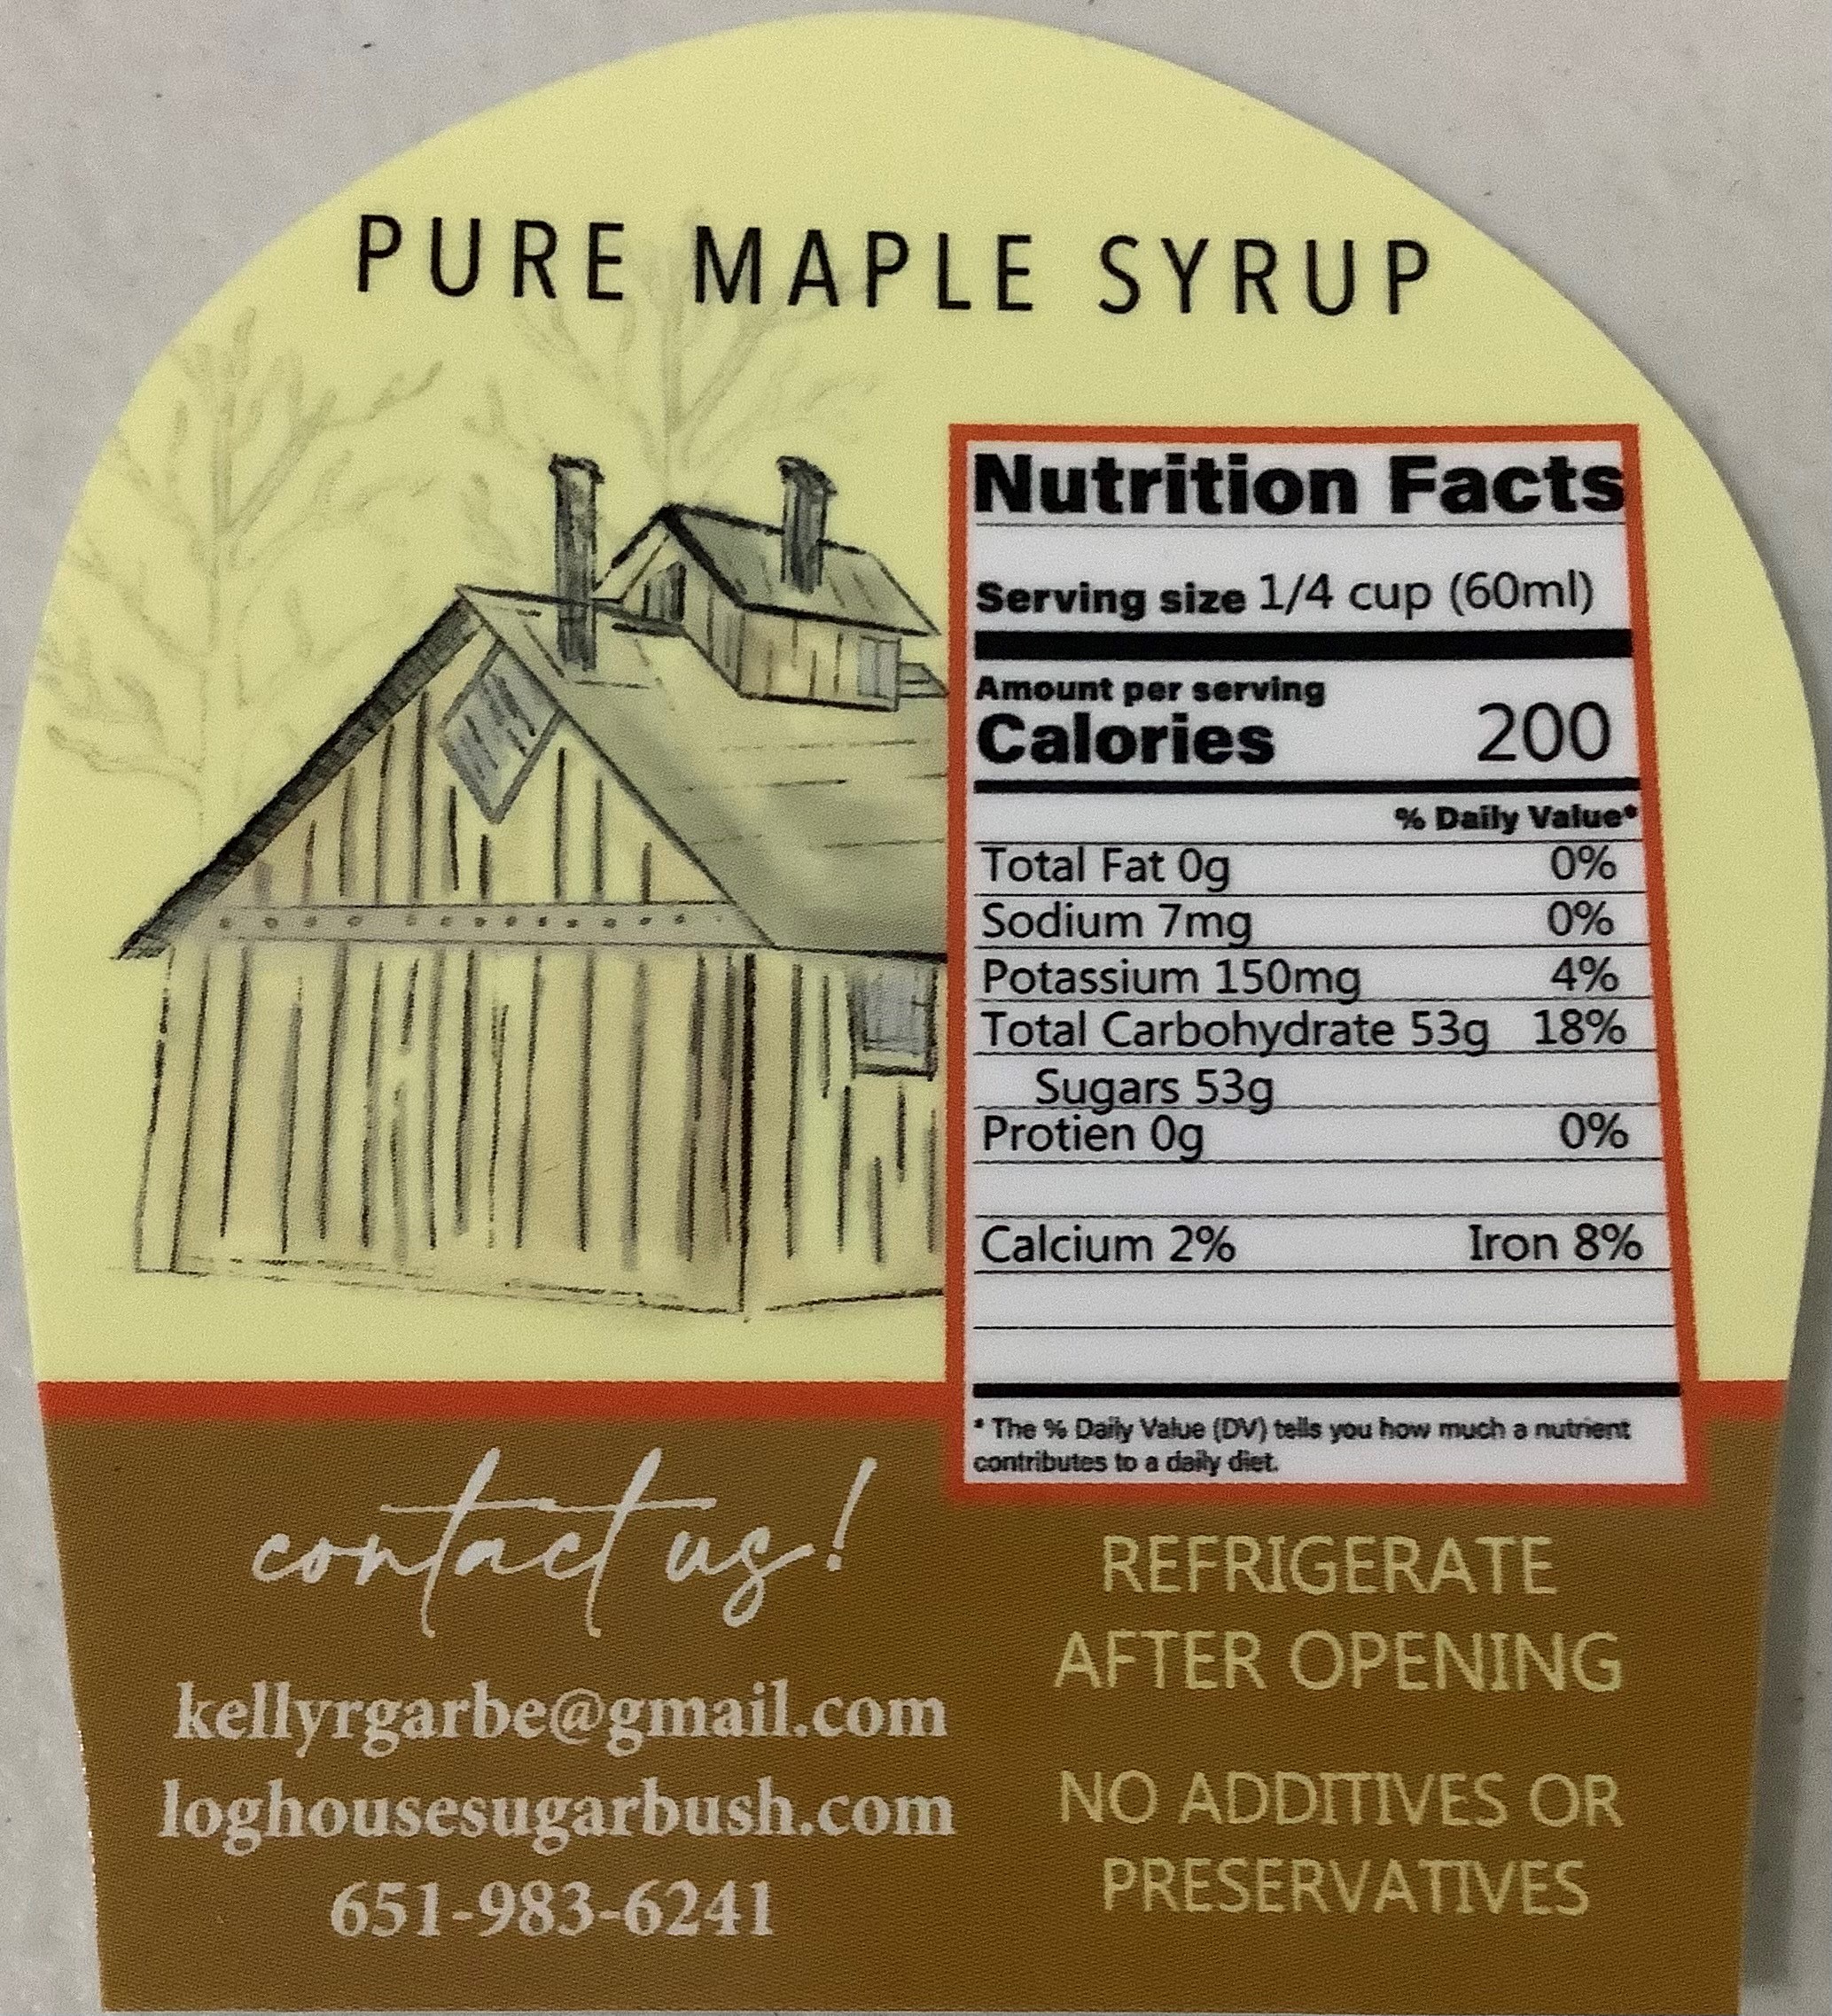 PURE MAPLE SYRUP
Nutrition Facts
Serving size 1/4 cup (60ml)
Amount per serving
Calories 200
% Daily Value*
Total Fat 0g 0%
Sodium 7mg 0%
Potassium 150mg 4%
Total Carbohydrate 53g 18%
Sugars 53g
Protien 0g 0%
Calcium 2% Iron 8%
* The % Daily Value (DV) tells you how much a nutrient
contributes to a daily diet.
contact us!
kellyrgarbe@gmail.com
loghousesugarbush.com
651-983-6241
REFRIGERATE
AFTER OPENING
NO ADDITIVES OR
PRESERVATIVES